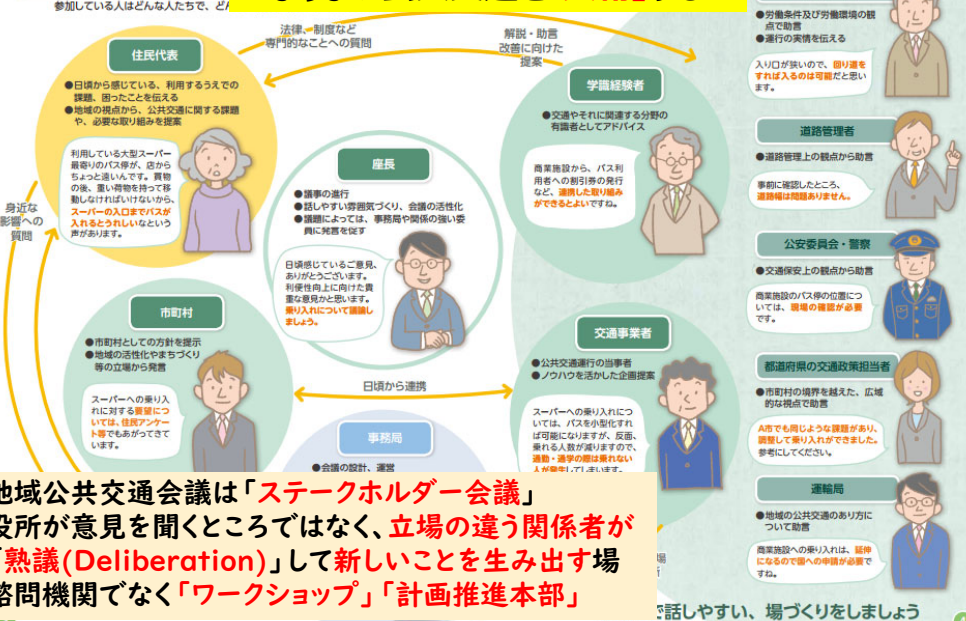 参加している人はどんな人たちで、ど
法律、制度など
専門的なことへの質問
解説・助言
改善に向けた
提案
住民代表
●日頃から感じている、利用するうえでの
課題、困ったことを伝える
●地域の視点から、公共交通に関する課題
や、必要な取り組みを提案
利用している大型スーパー
最寄りのバス停が、店から
ちょっと遠いんです。買物
の後、重い荷物を持って移
動しなければいけないから、
スーパーの入口までバスが
入れるとうれしいなという
声があります。
身近な
影響への
質問
座長
●議事の進行
●話しやすい雰囲気づくり、会議の活性化
●議題によっては、事務局や関係の強い委
員に発言を促す
日頃感じているご意見、
ありがとうございます。
利便性向上に向けた貴
重な意見かと思います。
乗り入れについて議論し
ましょう。
学識経験者
●交通やそれに関連する分野の
有識者としてアドバイス
商業施設から、バス利
用者への割引券の発行
など、連携した取り組み
ができるとよいですね。
市町村
●市町村としての方針を提示
●地域の活性化やまちづくり
等の立場から発言
スーパーへの乗り入
れに対する要望につ
いては、住民アンケー
ト等でもあがってきて
います。
日頃から連携
交通事業者
●公共交通運行の当事者
●ノウハウを活かした企画提案
スーパーへの乗り入れにつ
いては、バスを小型化すれ
ば可能になりますが、反面、
乗れる人数が減りますので、
通勤・通学の際は乗れない
人が発生してしまいます。
事務局
●会議の設計、運営
●労働条件及び労働環境の観
点で助言
●運行の実情を伝える
入り口が狭いので、回り道を
すれば入るのは可能だと思い
ます。
道路管理者
●道路管理上の観点から助言
事前に確認したところ、
道路幅は問題ありません。
公安委員会・警察
●交通保安上の観点から助言
商業施設のバス停の位置につ
いては、現場の確認が必要
です。
都道府県の交通政策担当者
●市町村の境界を越えた、広域
的な視点で助言
A市でも同じような課題があり、
調整して乗り入れができました。
参考にしてください。
運輸局
●地域の公共交通のあり方に
ついて助言
商業施設への乗り入れは、延伸
になるので国への申請が必要で
すね。
地域公共交通会議は「ステークホルダー会議」
役所が意見を聞くところではなく、立場の違う関係者が
「熟議(Deliberation)」して新しいことを生み出す場
諮問機関でなく「ワークショップ」「計画推進本部」
場
で話しやすい、場づくりをしましょう